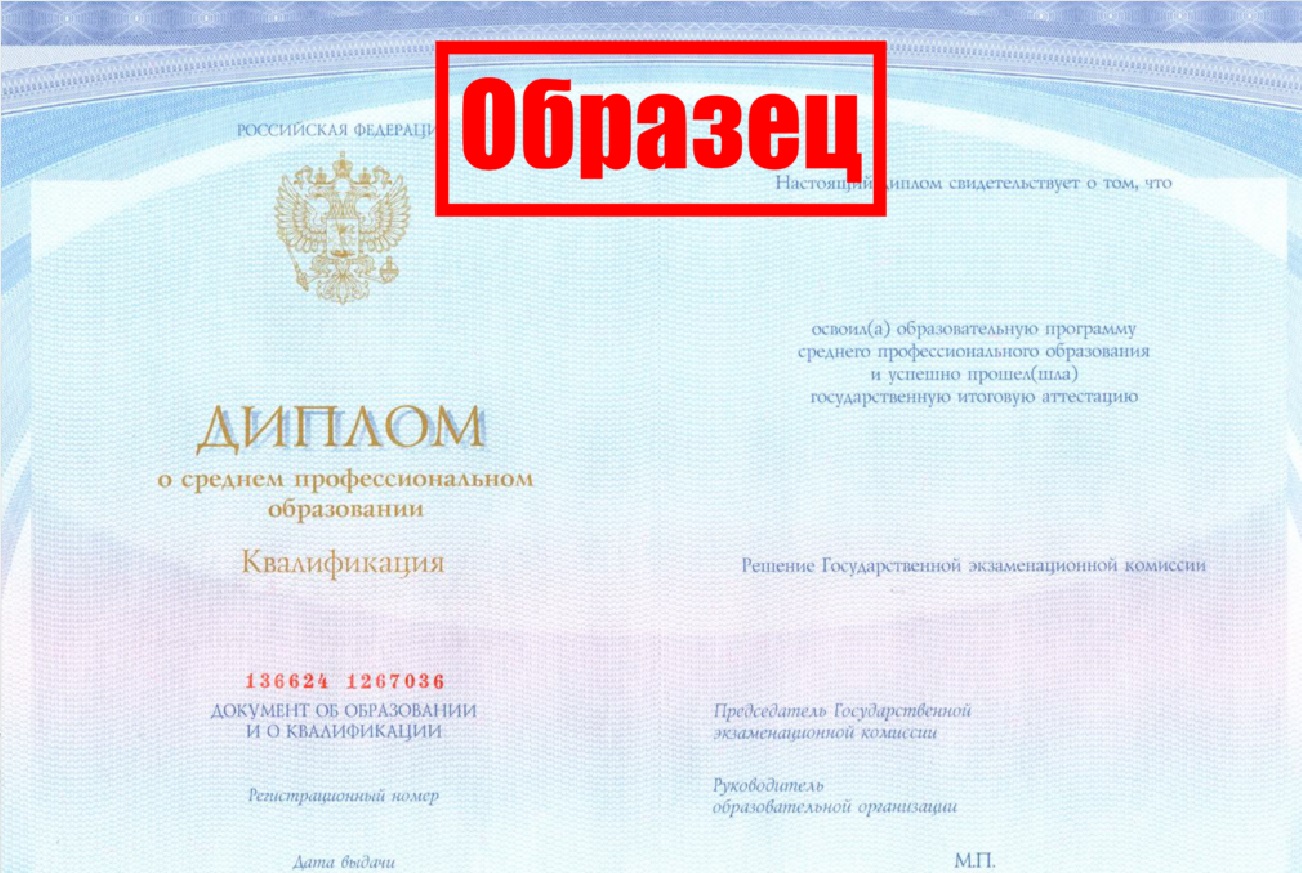 Образец
РОССИЙСКАЯ ФЕДЕРАЦИ
ДИПЛОМ
о среднем профессиональном
образовании
Квалификация
136624 1267036
ДОКУМЕНТ ОБ ОБРАЗОВАНИИ
И О КВАЛИФИКАЦИИ
Регистрационный номер
Дата выдачи
Настоящий диплом свидетельствует о том, что
освоил(а) образовательную программу
среднего профессионального образования
и успешно прошел(шла)
государственную итоговую аттестацию
Решение Государственной экзаменационной комиссии
Председатель Государственной
экзаменационной комиссии
Руководитель
образовательной организации
М.П.